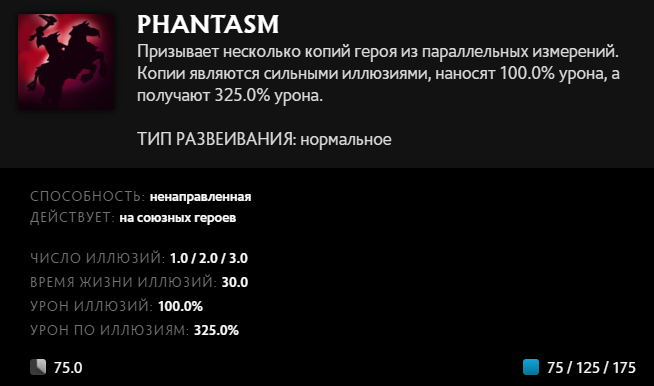 PHANTASM
Призывает несколько копий героя из параллельных измерений.
Копии являются сильными иллюзиями, наносят 100.0% урона, а
получают 325.0% урона.
ТИП РАЗВЕИВАНИЯ: нормальное
СПОСОБНОСТЬ: ненаправленная
ДЕЙСТВУЕТ: на союзных героев
ЧИСЛО ИЛЛЮЗИЙ: 1.0 / 2.0 / 3.0
ВРЕМЯ ЖИЗНИ ИЛЛЮЗИЙ: 30.0
УРОН ИЛЛЮЗИЙ: 100.0%
УРОН ПО ИЛЛЮЗИЯМ: 325.0%
75.0 75 / 125 / 175